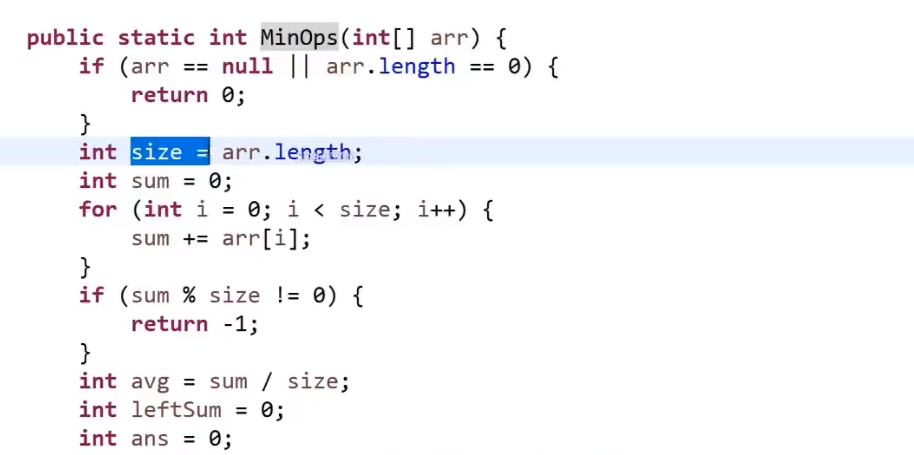 public static int MinOps(int[] arr) {
    if (arr == null || arr.length == 0) {
        return 0;
    }
    int size = arr.length;
    int sum = 0;
    for (int i = 0; i < size; i++) {
        sum += arr[i];
    }
    if (sum % size != 0) {
        return -1;
    }
    int avg = sum / size;
    int leftSum = 0;
    int ans = 0;